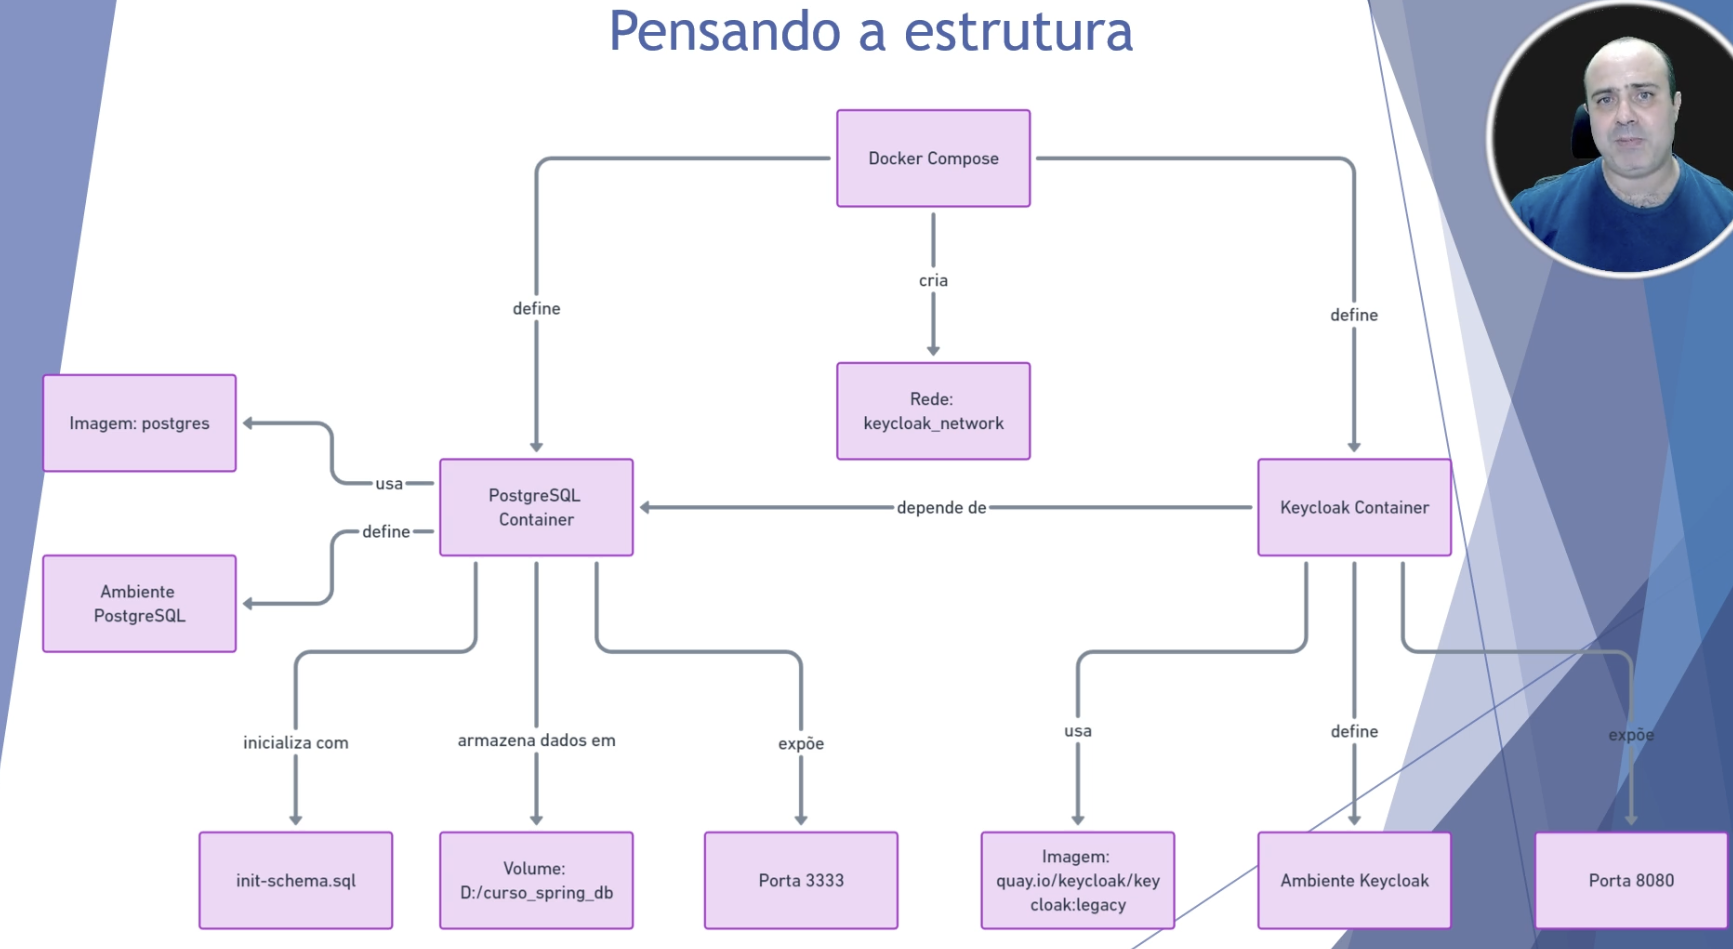 Pensando a estrutura
Docker Compose
define
cria
define
Rede:
keycloak_network
Imagem: postgres
usa
define
PostgreSQL
Container
depende de
Keycloak Container
Ambiente
PostgreSQL
inicializa com
armazena dados em
expõe
usa
define
expõe
init-schema.sql
Volume:
D:/curso_spring_db
Porta 3333
Imagem:
quay.io/keycloak/key
cloak:legacy
Ambiente Keycloak
Porta 8080